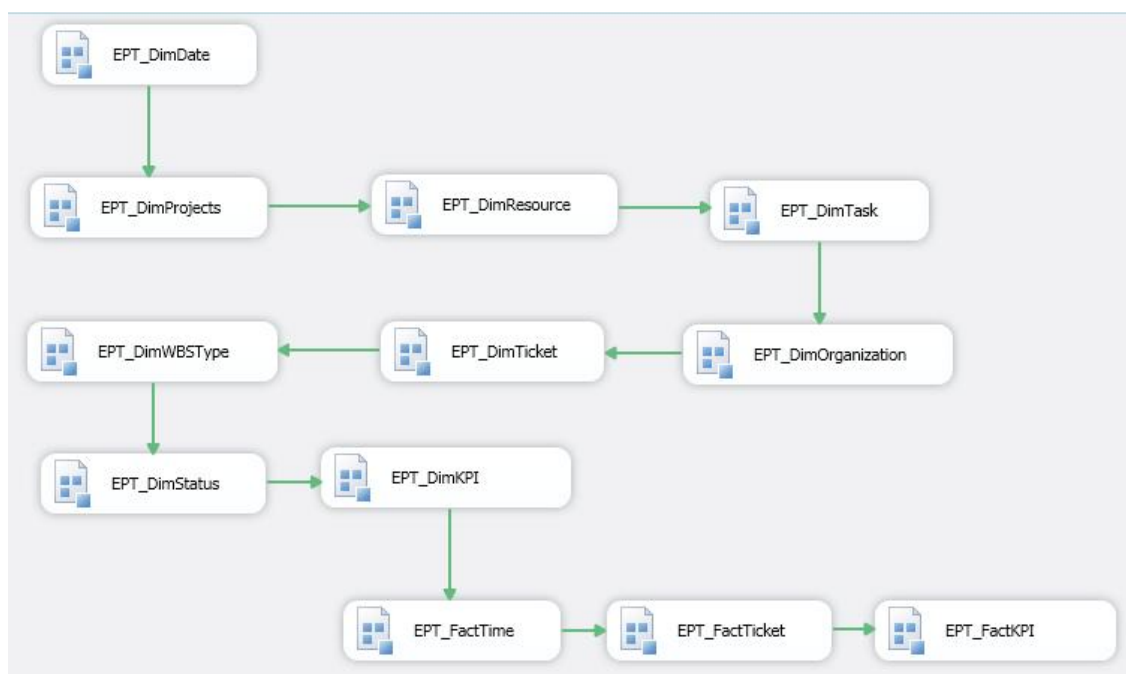 EPT_DimDate
EPT_DimProjects
EPT_DimResource
EPT_DimTask
EPT_DimWBSType
EPT_DimTicket
EPT_DimOrganization
EPT_DimStatus
EPT_DimKPI
EPT_FactTime
EPT_FactTicket
EPT_FactKPI